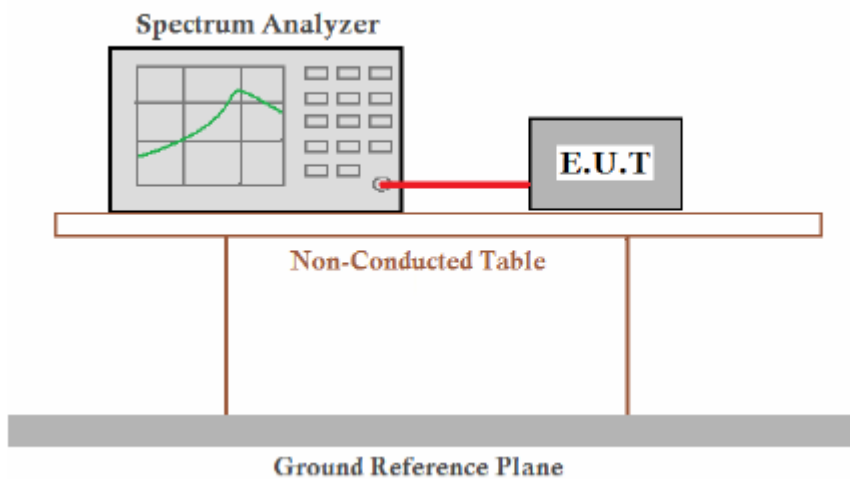 Spectrum Analyzer
E.U.T
Non-Conducted Table
Ground Reference Plane